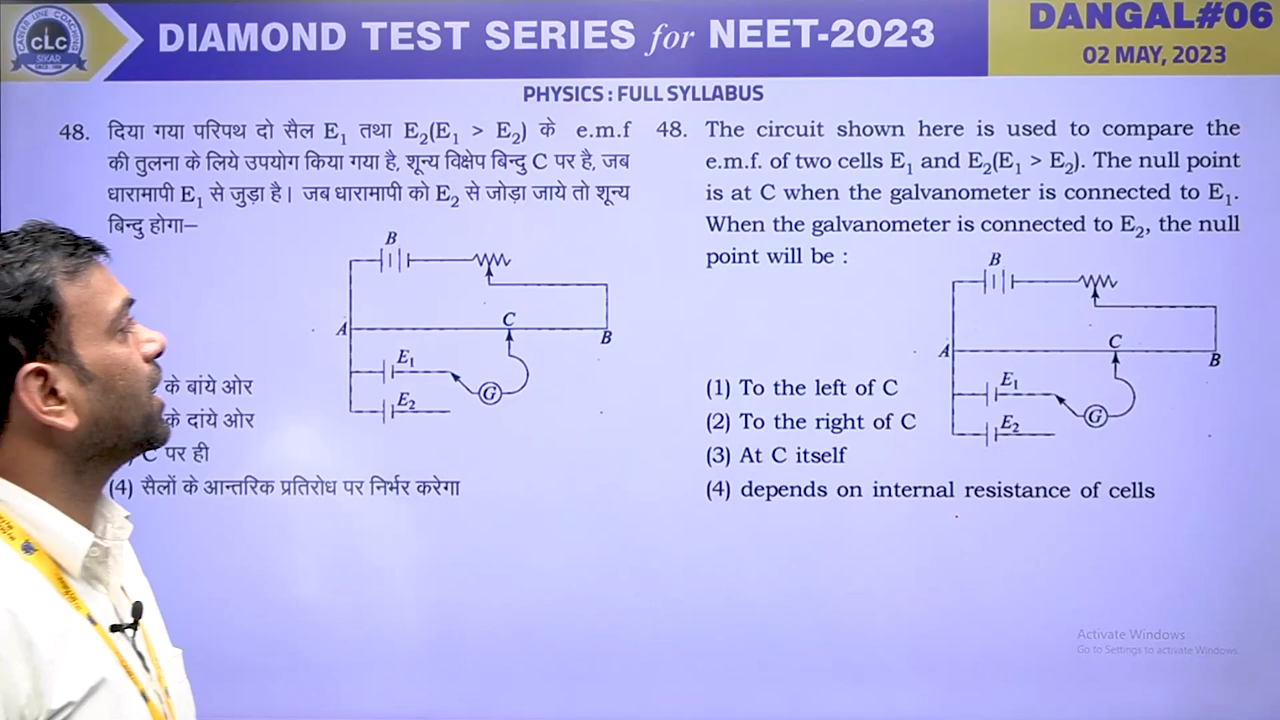 CAREER LINE COACHING
CLC
SIKAR
DIAMOND TEST SERIES for NEET-2023
DANGAL#06
02 MAY, 2023
PHYSICS : FULL SYLLABUS
48. दिया गया परिपथ दो सैल E1 तथा E2(E1 > E2) के e.m.f
की तुलना के लिये उपयोग किया गया है, शून्य विक्षेप बिन्दु C पर है, जब
धारामापी E1 से जुड़ा है। जब धारामापी को E2 से जोड़ा जाये तो शून्य
बिन्दु होगा–
B
A
C
B
E1
E2
G
के बांये ओर
के दांये ओर
C पर ही
(4) सैलों के आन्तरिक प्रतिरोध पर निर्भर करेगा
48. The circuit shown here is used to compare the
e.m.f. of two cells E1 and E2(E1 > E2). The null point
is at C when the galvanometer is connected to E1.
When the galvanometer is connected to E2, the null
point will be :
B
A
C
B
E1
E2
G
(1) To the left of C
(2) To the right of C
(3) At C itself
(4) depends on internal resistance of cells
Activate Windows
Go to Settings to activate Windows.